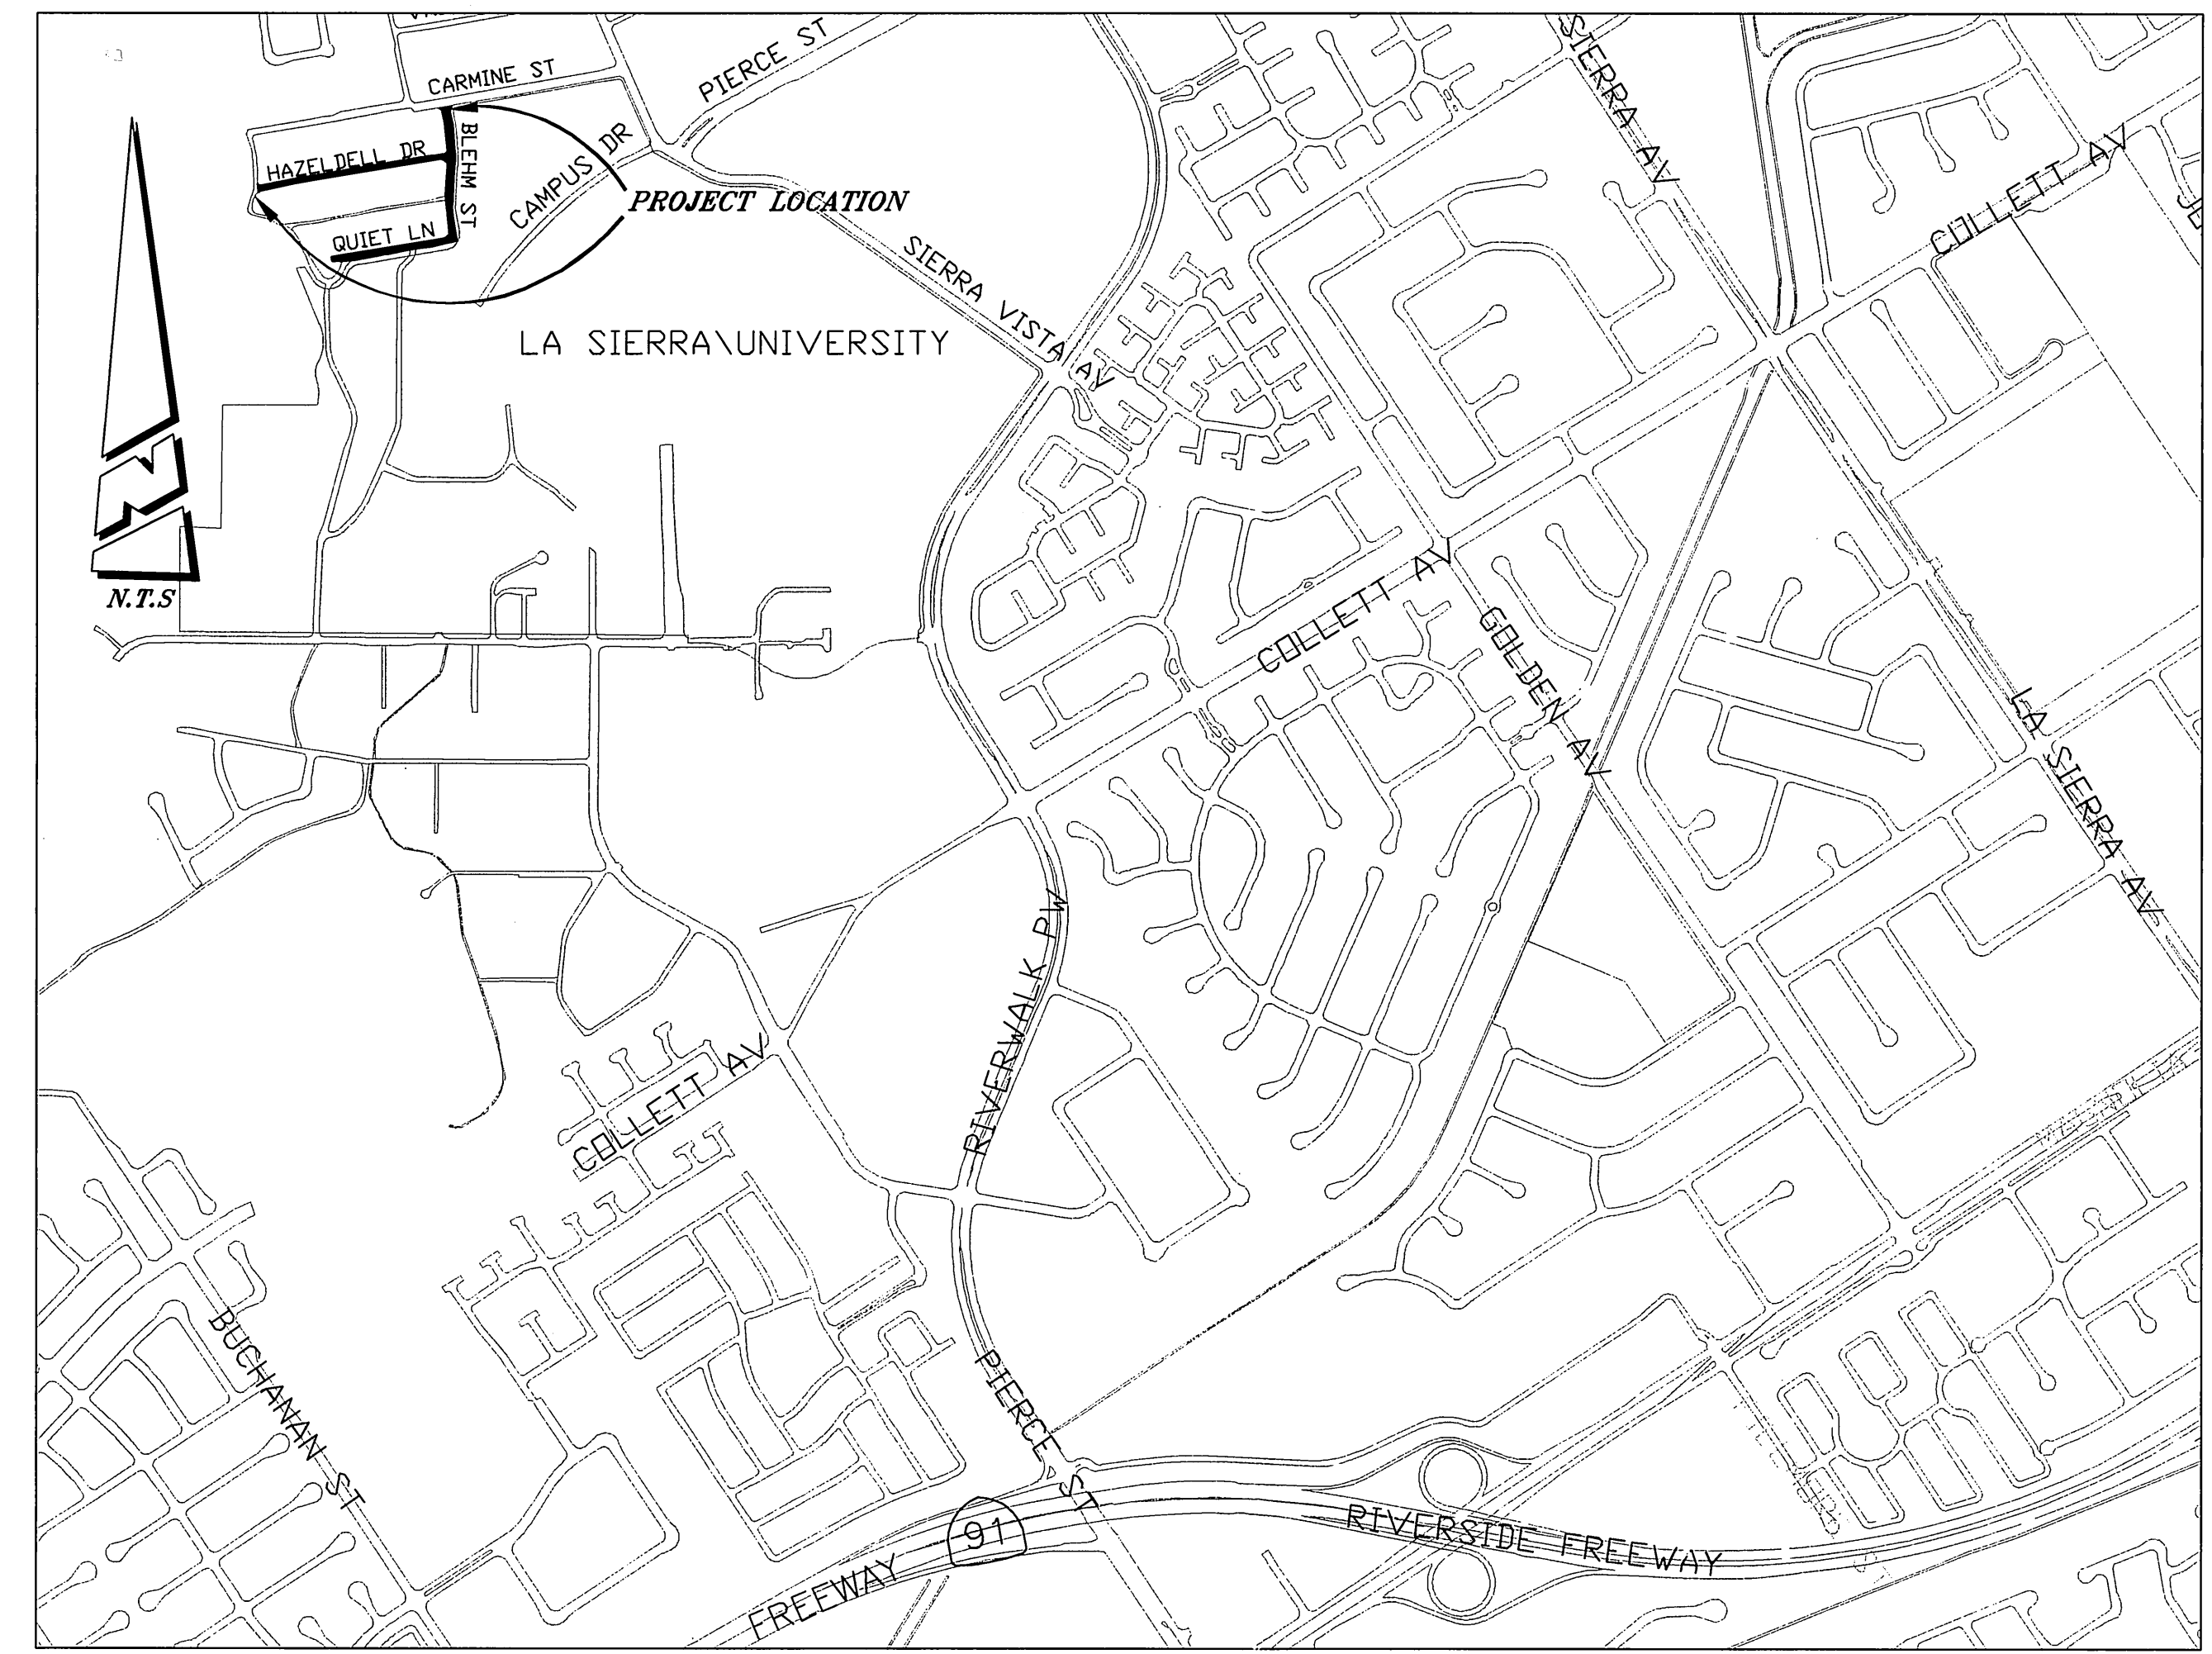 CARMINE ST
PIERCE ST
SIERRA AV
HAZELDELL DR
BLEHM ST
CAMPUS DR
PROJECT LOCATION
COLLETT AV
QUIET LN
SIERRA VISTA AV
LA SIERRA\UNIVERSITY
N.T.S
COLLETT AV
GOLDEN AV
LA SIERRA AV
RIVERWALK PW
COLLETT AV
BUCHANAN ST
PIERCE ST
91
RIVERSIDE FREEWAY
FREEWAY